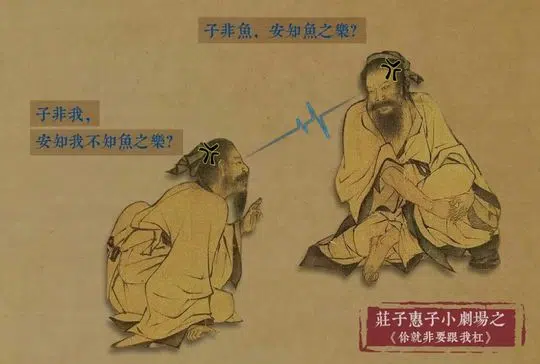 子非魚，安知魚之樂？
子非我，
安知我不知魚之樂？
莊子惠子小劇場之
《你就非要跟我杠》